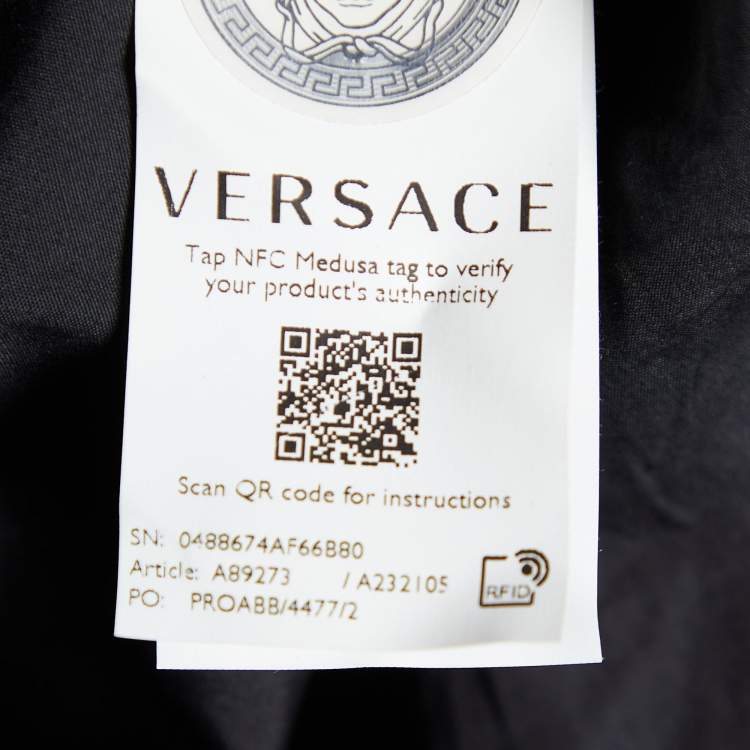 VERSACE
Tap NFC Medusa tag to verify
your product's authenticity
Scan QR code for instructions
SN: 0488674AF66B80
Article: A89273 / A232105
PO: PROABB/4477/2
RFID